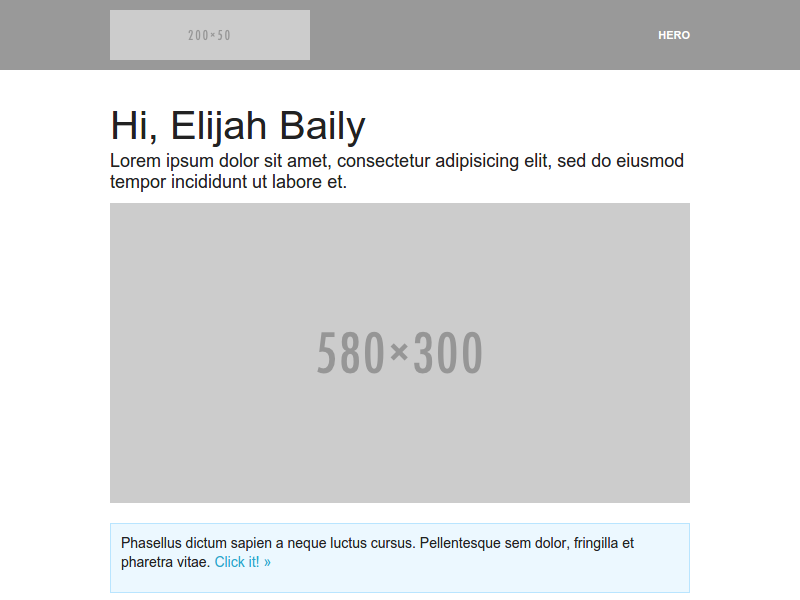 200×50
HERO
Hi, Elijah Baily
Lorem ipsum dolor sit amet, consectetur adipisicing elit, sed do eiusmod
tempor incididunt ut labore et.
580×300
Phasellus dictum sapien a neque luctus cursus. Pellentesque sem dolor, fringilla et
pharetra vitae. Click it! »